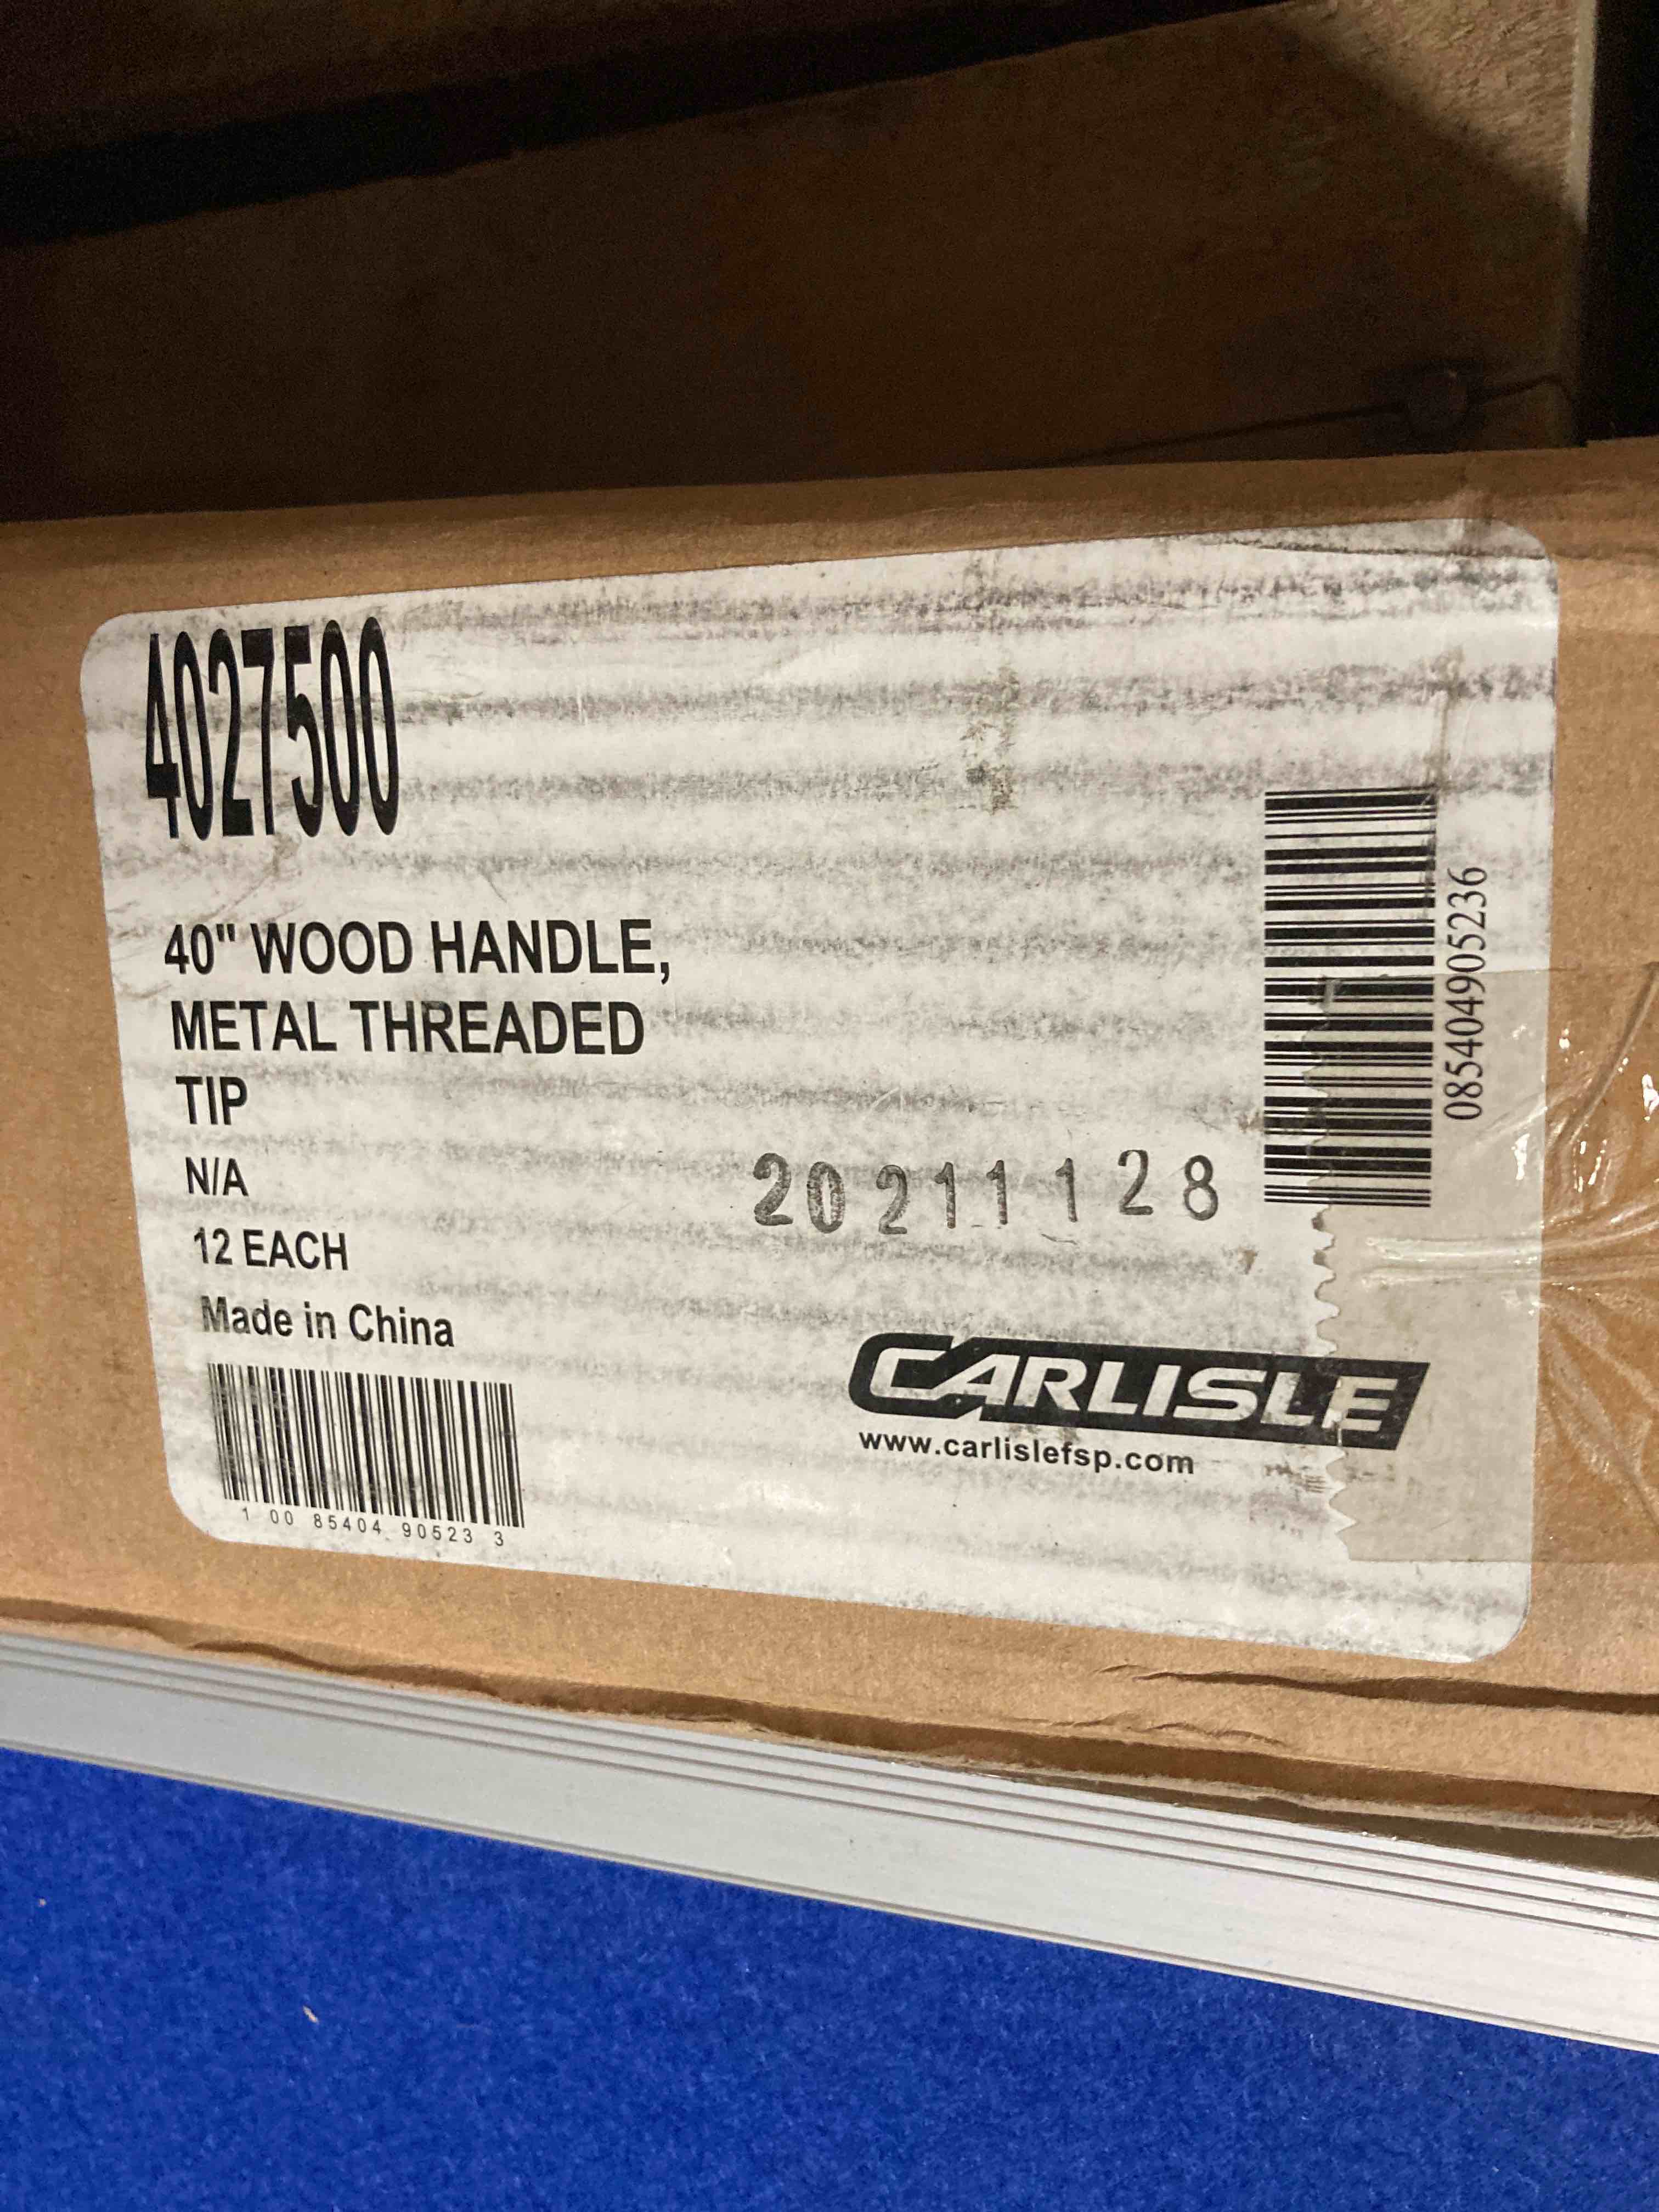 4027500
40" WOOD HANDLE,
METAL THREADED
TIP
N/A
12 EACH
Made in China
1 00 85404 90523 3
20211128
085404905236
CARLISLE
www.carlislefsp.com